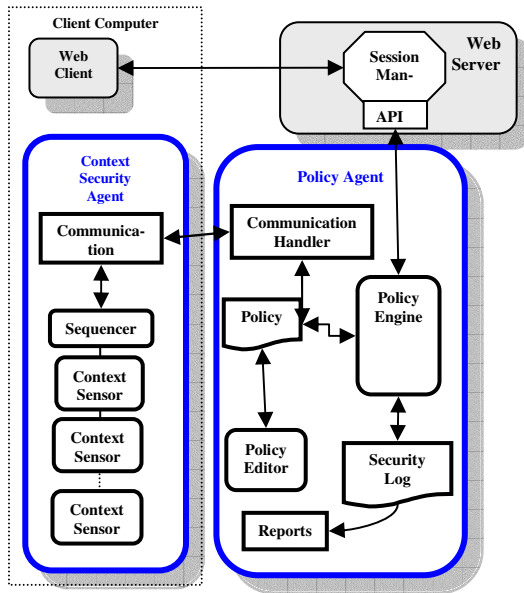 Client Computer
Web
Client
Session
Man-
API
Web
Server
Context
Security
Agent
Communica-
tion
Sequencer
Context
Sensor
Context
Sensor
Context
Sensor
Policy Agent
Communication
Handler
Policy
Policy
Engine
Policy
Editor
Security
Log
Reports